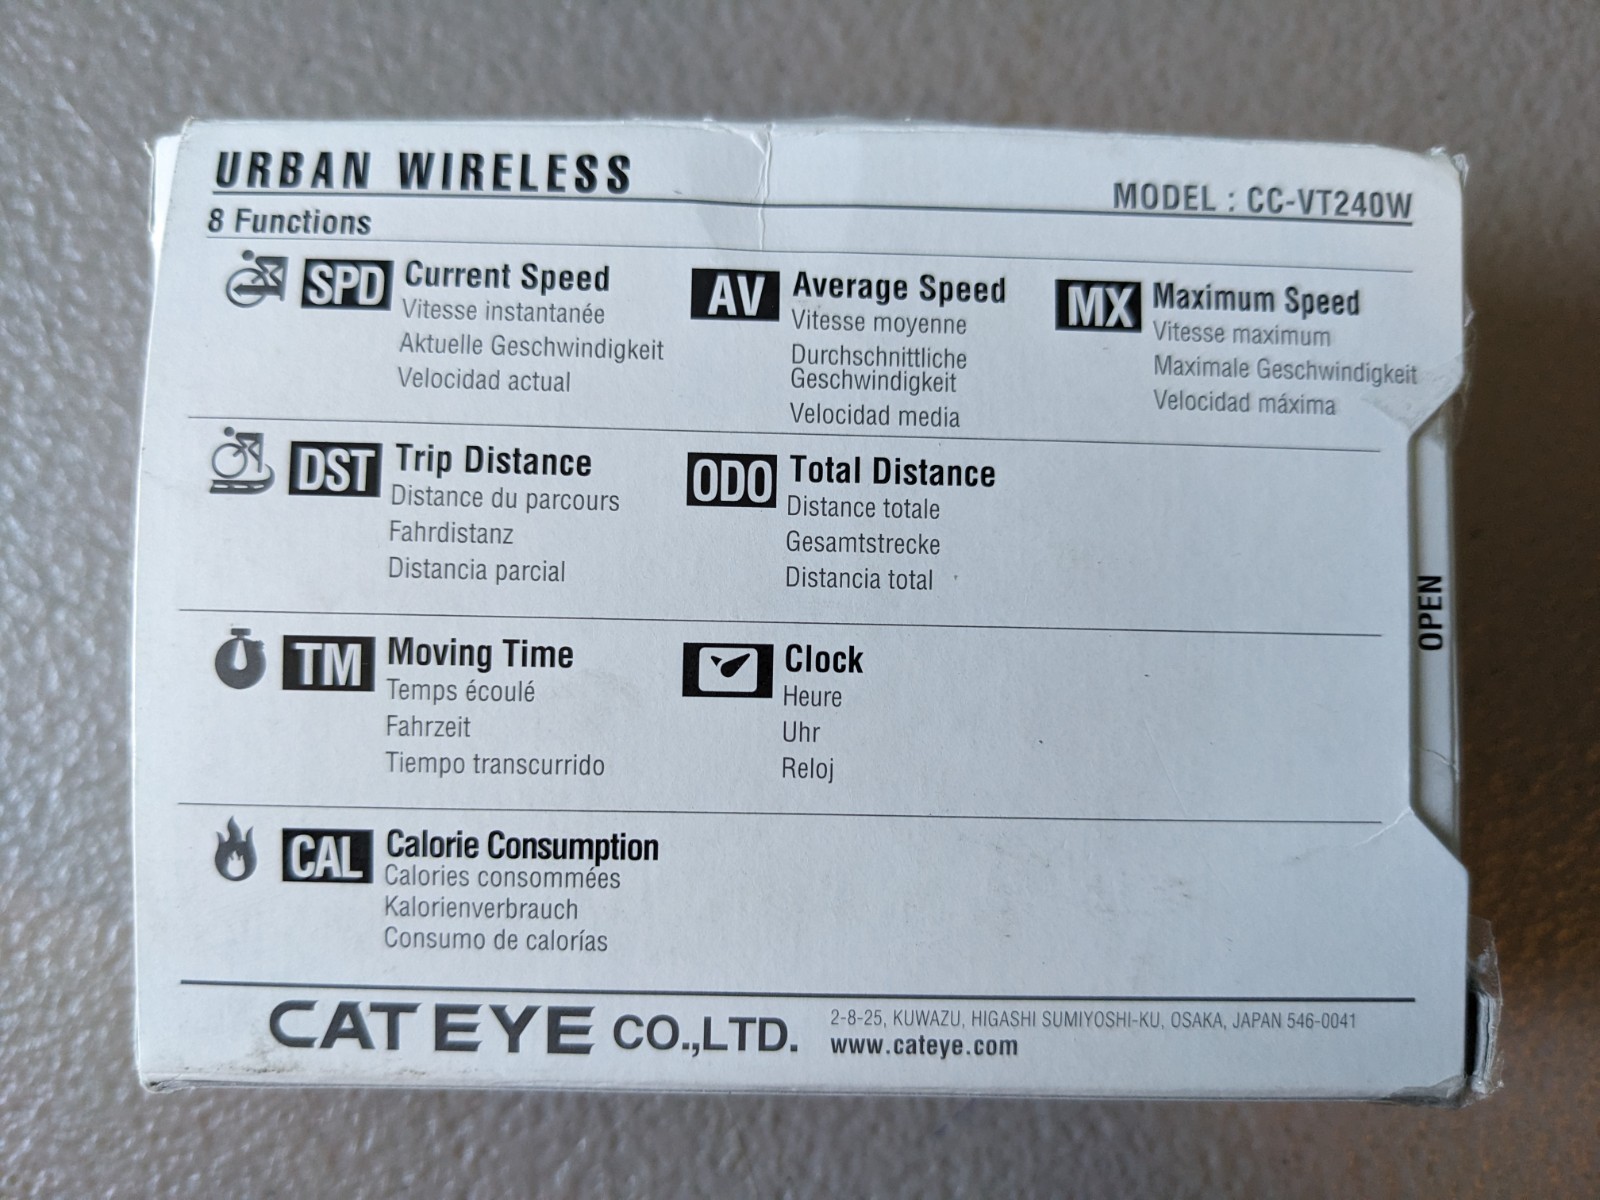 URBAN WIRELESS
MODEL : CC-VT240W
8 Functions
SPD Current Speed
Vitesse instantanée
Aktuelle Geschwindigkeit
Velocidad actual
AV Average Speed
Vitesse moyenne
Durchschnittliche
Geschwindigkeit
Velocidad media
MX Maximum Speed
Vitesse maximum
Maximale Geschwindigkeit
Velocidad máxima
DST Trip Distance
Distance du parcours
Fahrdistanz
Distancia parcial
ODO Total Distance
Distance totale
Gesamtstrecke
Distancia total
TM Moving Time
Temps écoulé
Fahrzeit
Tiempo transcurrido
Clock
Heure
Uhr
Reloj
CAL Calorie Consumption
Calories consommées
Kalorienverbrauch
Consumo de calorías
OPEN
CATEYE CO.,LTD.
2-8-25, KUWAZU, HIGASHI SUMIYOSHI-KU, OSAKA, JAPAN 546-0041
www.cateye.com